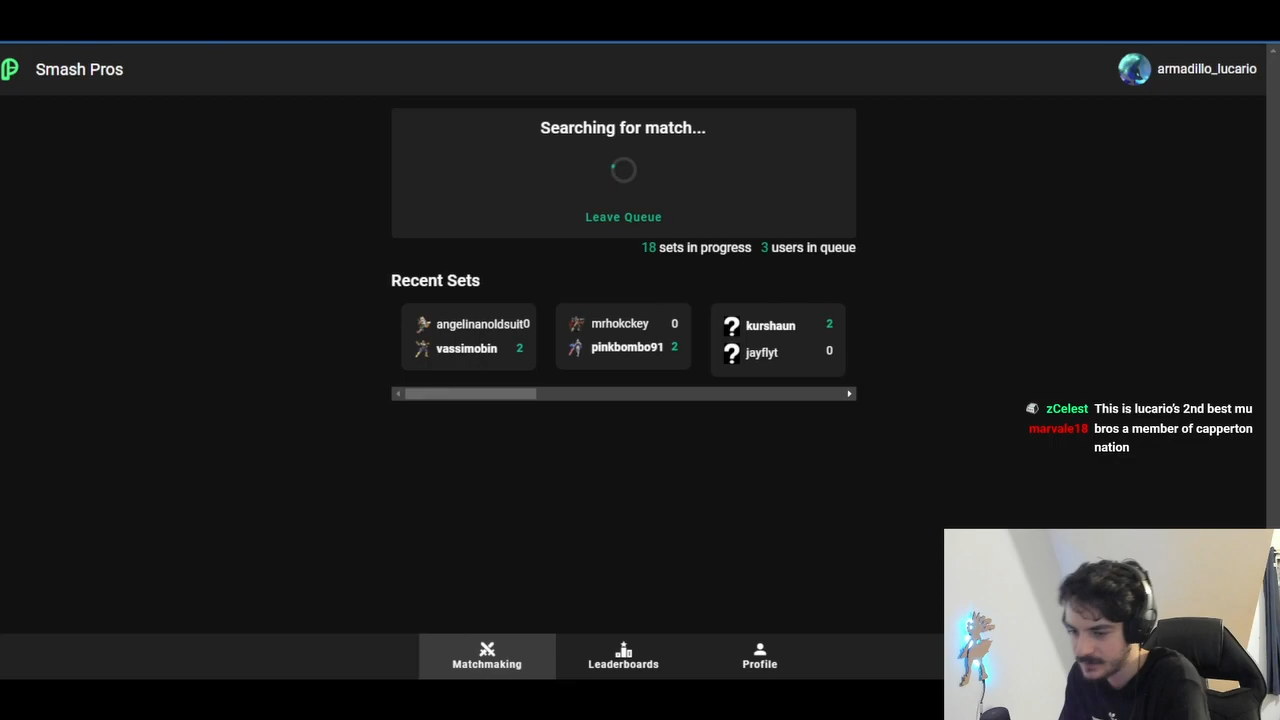 Smash Pros
armadillo_lucario
Searching for match...
Leave Queue
18 sets in progress 3 users in queue
Recent Sets
angelinanoldsuit0
vassimobin 2
mrhokckey 0
pinkbombo91 2
? kurshaun 2
? jayflyt 0
zCelest This is lucario's 2nd best mu
marvale18 bros a member of capperton
nation
Matchmaking
Leaderboards
Profile